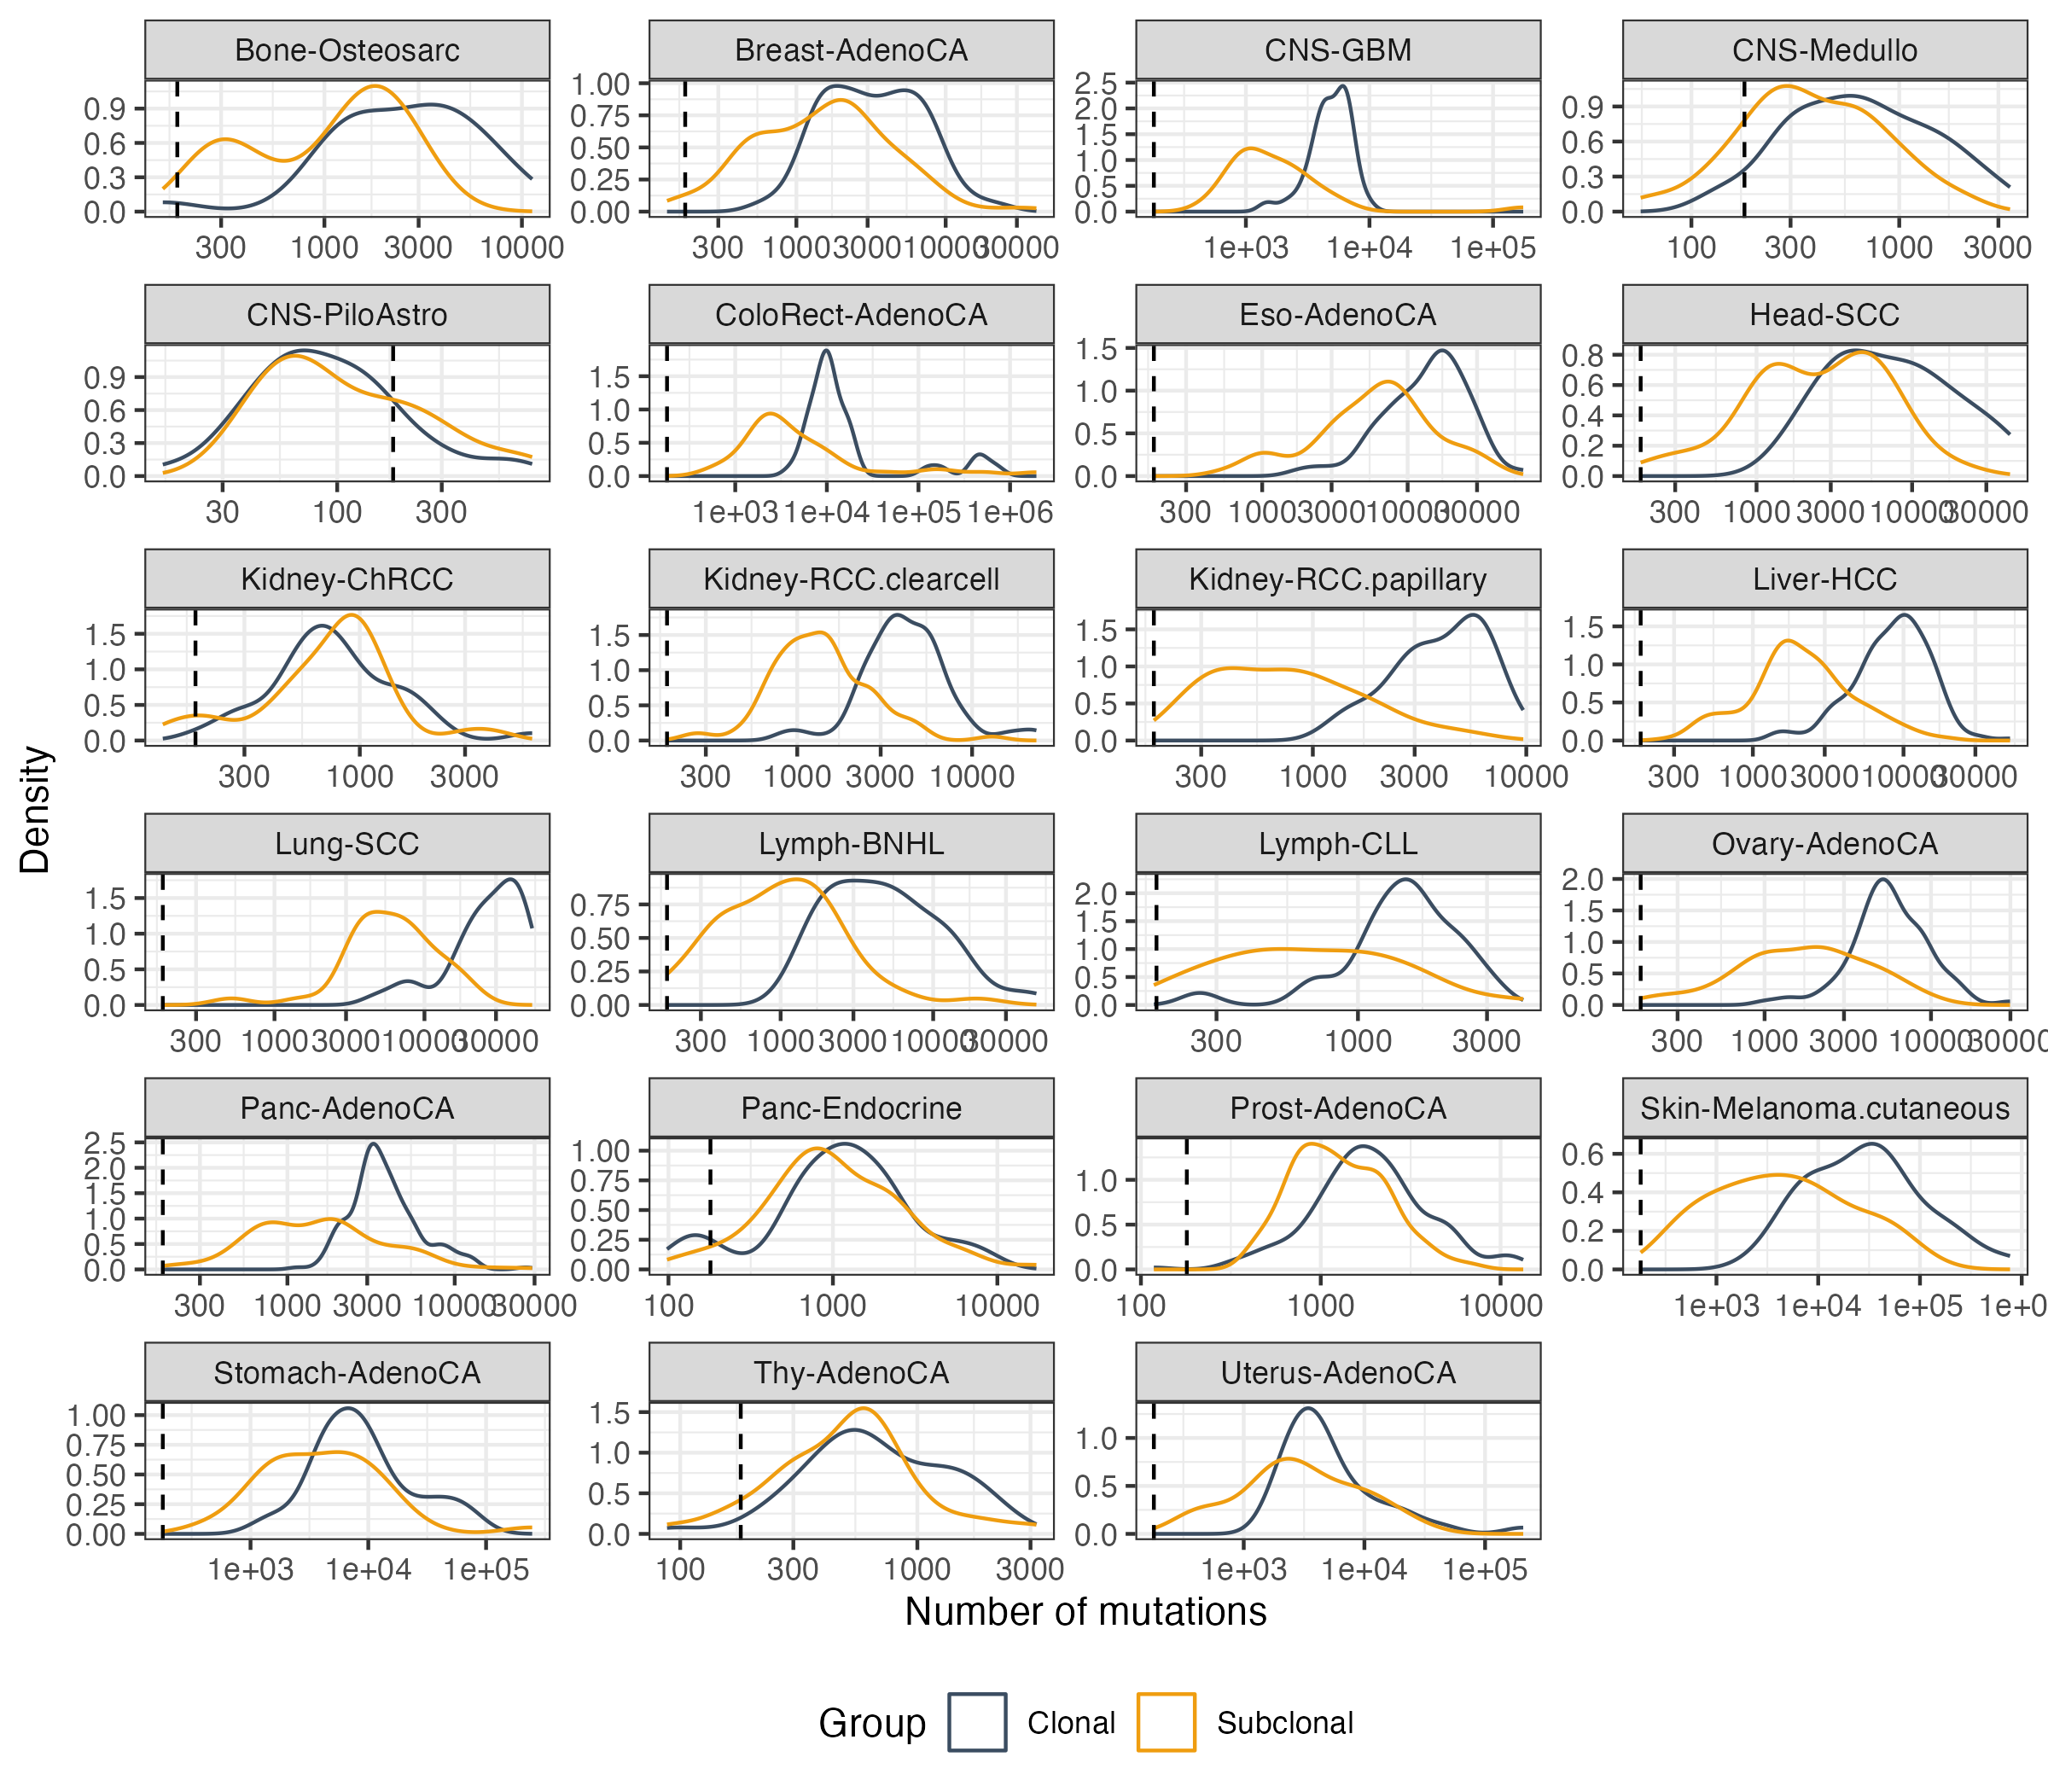 Bone-Osteosarc
Breast-AdenoCA
CNS-GBM
CNS-Medullo
0.9
0.6
0.3
0.0
300 1000 3000 10000
1.00
0.75
0.50
0.25
0.00
300 1000 3000 10000 30000
2.5
2.0
1.5
1.0
0.5
0.0
1e+03 1e+04 1e+05
0.9
0.6
0.3
0.0
100 300 1000 3000
CNS-PiloAstro
ColoRect-AdenoCA
Eso-AdenoCA
Head-SCC
0.9
0.6
0.3
0.0
30 100 300
1.5
1.0
0.5
0.0
1e+03 1e+04 1e+05 1e+06
1.5
1.0
0.5
0.0
300 1000 3000 10000 30000
0.8
0.6
0.4
0.2
0.0
300 1000 3000 10000 30000
Kidney-ChRCC
Kidney-RCC.clearcell
Kidney-RCC.papillary
Liver-HCC
1.5
1.0
0.5
0.0
300 1000 3000
1.5
1.0
0.5
0.0
300 1000 3000 10000
1.5
1.0
0.5
0.0
300 1000 3000 10000
1.5
1.0
0.5
0.0
300 1000 3000 10000 30000
Density
Lung-SCC
Lymph-BNHL
Lymph-CLL
Ovary-AdenoCA
1.5
1.0
0.5
0.0
300 1000 3000 10000 30000
0.75
0.50
0.25
0.00
300 1000 3000 10000 30000
2.0
1.5
1.0
0.5
0.0
300 1000 3000
2.0
1.5
1.0
0.5
0.0
300 1000 3000 10000 30000
Panc-AdenoCA
Panc-Endocrine
Prost-AdenoCA
Skin-Melanoma.cutaneous
2.5
2.0
1.5
1.0
0.5
0.0
300 1000 3000 10000 30000
1.00
0.75
0.50
0.25
0.00
100 1000 10000
1.0
0.5
0.0
100 1000 10000
0.6
0.4
0.2
0.0
1e+03 1e+04 1e+05 1e+0
Stomach-AdenoCA
Thy-AdenoCA
Uterus-AdenoCA
1.00
0.75
0.50
0.25
0.00
1e+03 1e+04 1e+05
1.5
1.0
0.5
0.0
100 300 1000 3000
1.0
0.5
0.0
1e+03 1e+04 1e+05
Number of mutations
Group Clonal Subclonal